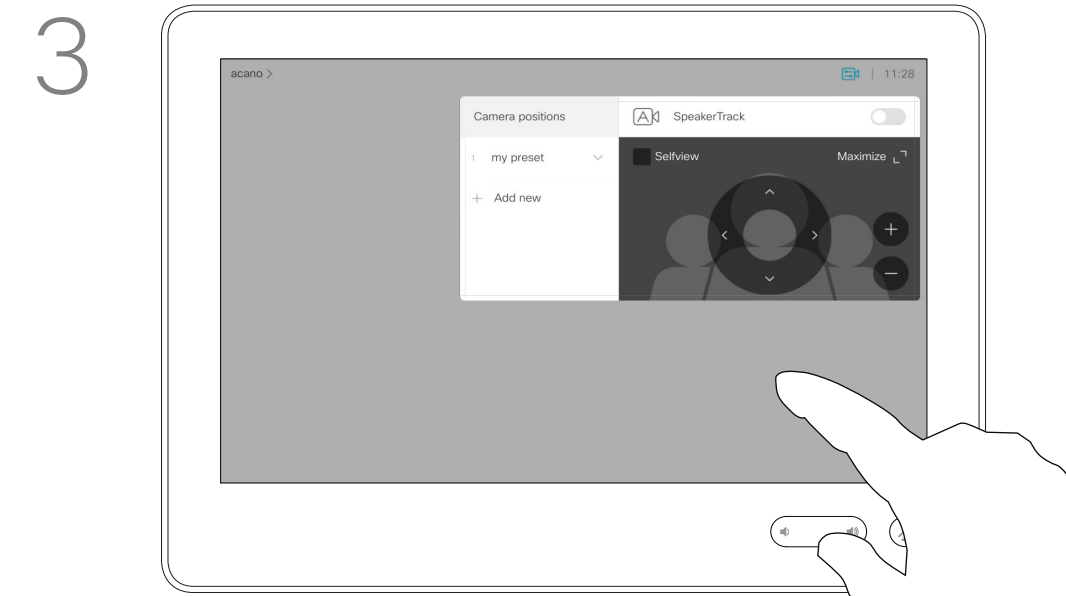 3
acano >
| 11:28
Camera positions
A SpeakerTrack
1 my preset
Selfview
Maximize
+ Add new
+
−